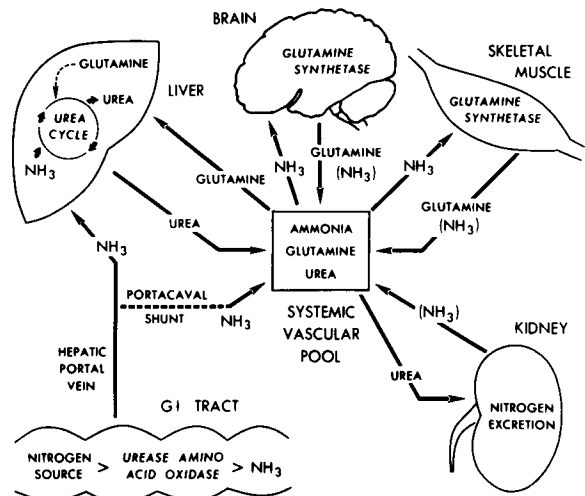 BRAIN
GLUTAMINE
SYNTHETASE
SKELETAL
MUSCLE
GLUTAMINE
SYNTHETASE
LIVER
GLUTAMINE
UREA
UREA
CYCLE
NH3
GLUTAMINE
UREA
NH3
GLUTAMINE
(NH3)
NH3
GLUTAMINE
(NH3)
AMMONIA
GLUTAMINE
UREA
SYSTEMIC
VASCULAR
POOL
NH3
PORTACAVAL
SHUNT
NH3
HEPATIC
PORTAL
VEIN
(NH3)
UREA
KIDNEY
NITROGEN
EXCRETION
GI TRACT
NITROGEN
SOURCE > UREASE AMINO
ACID OXIDASE > NH3